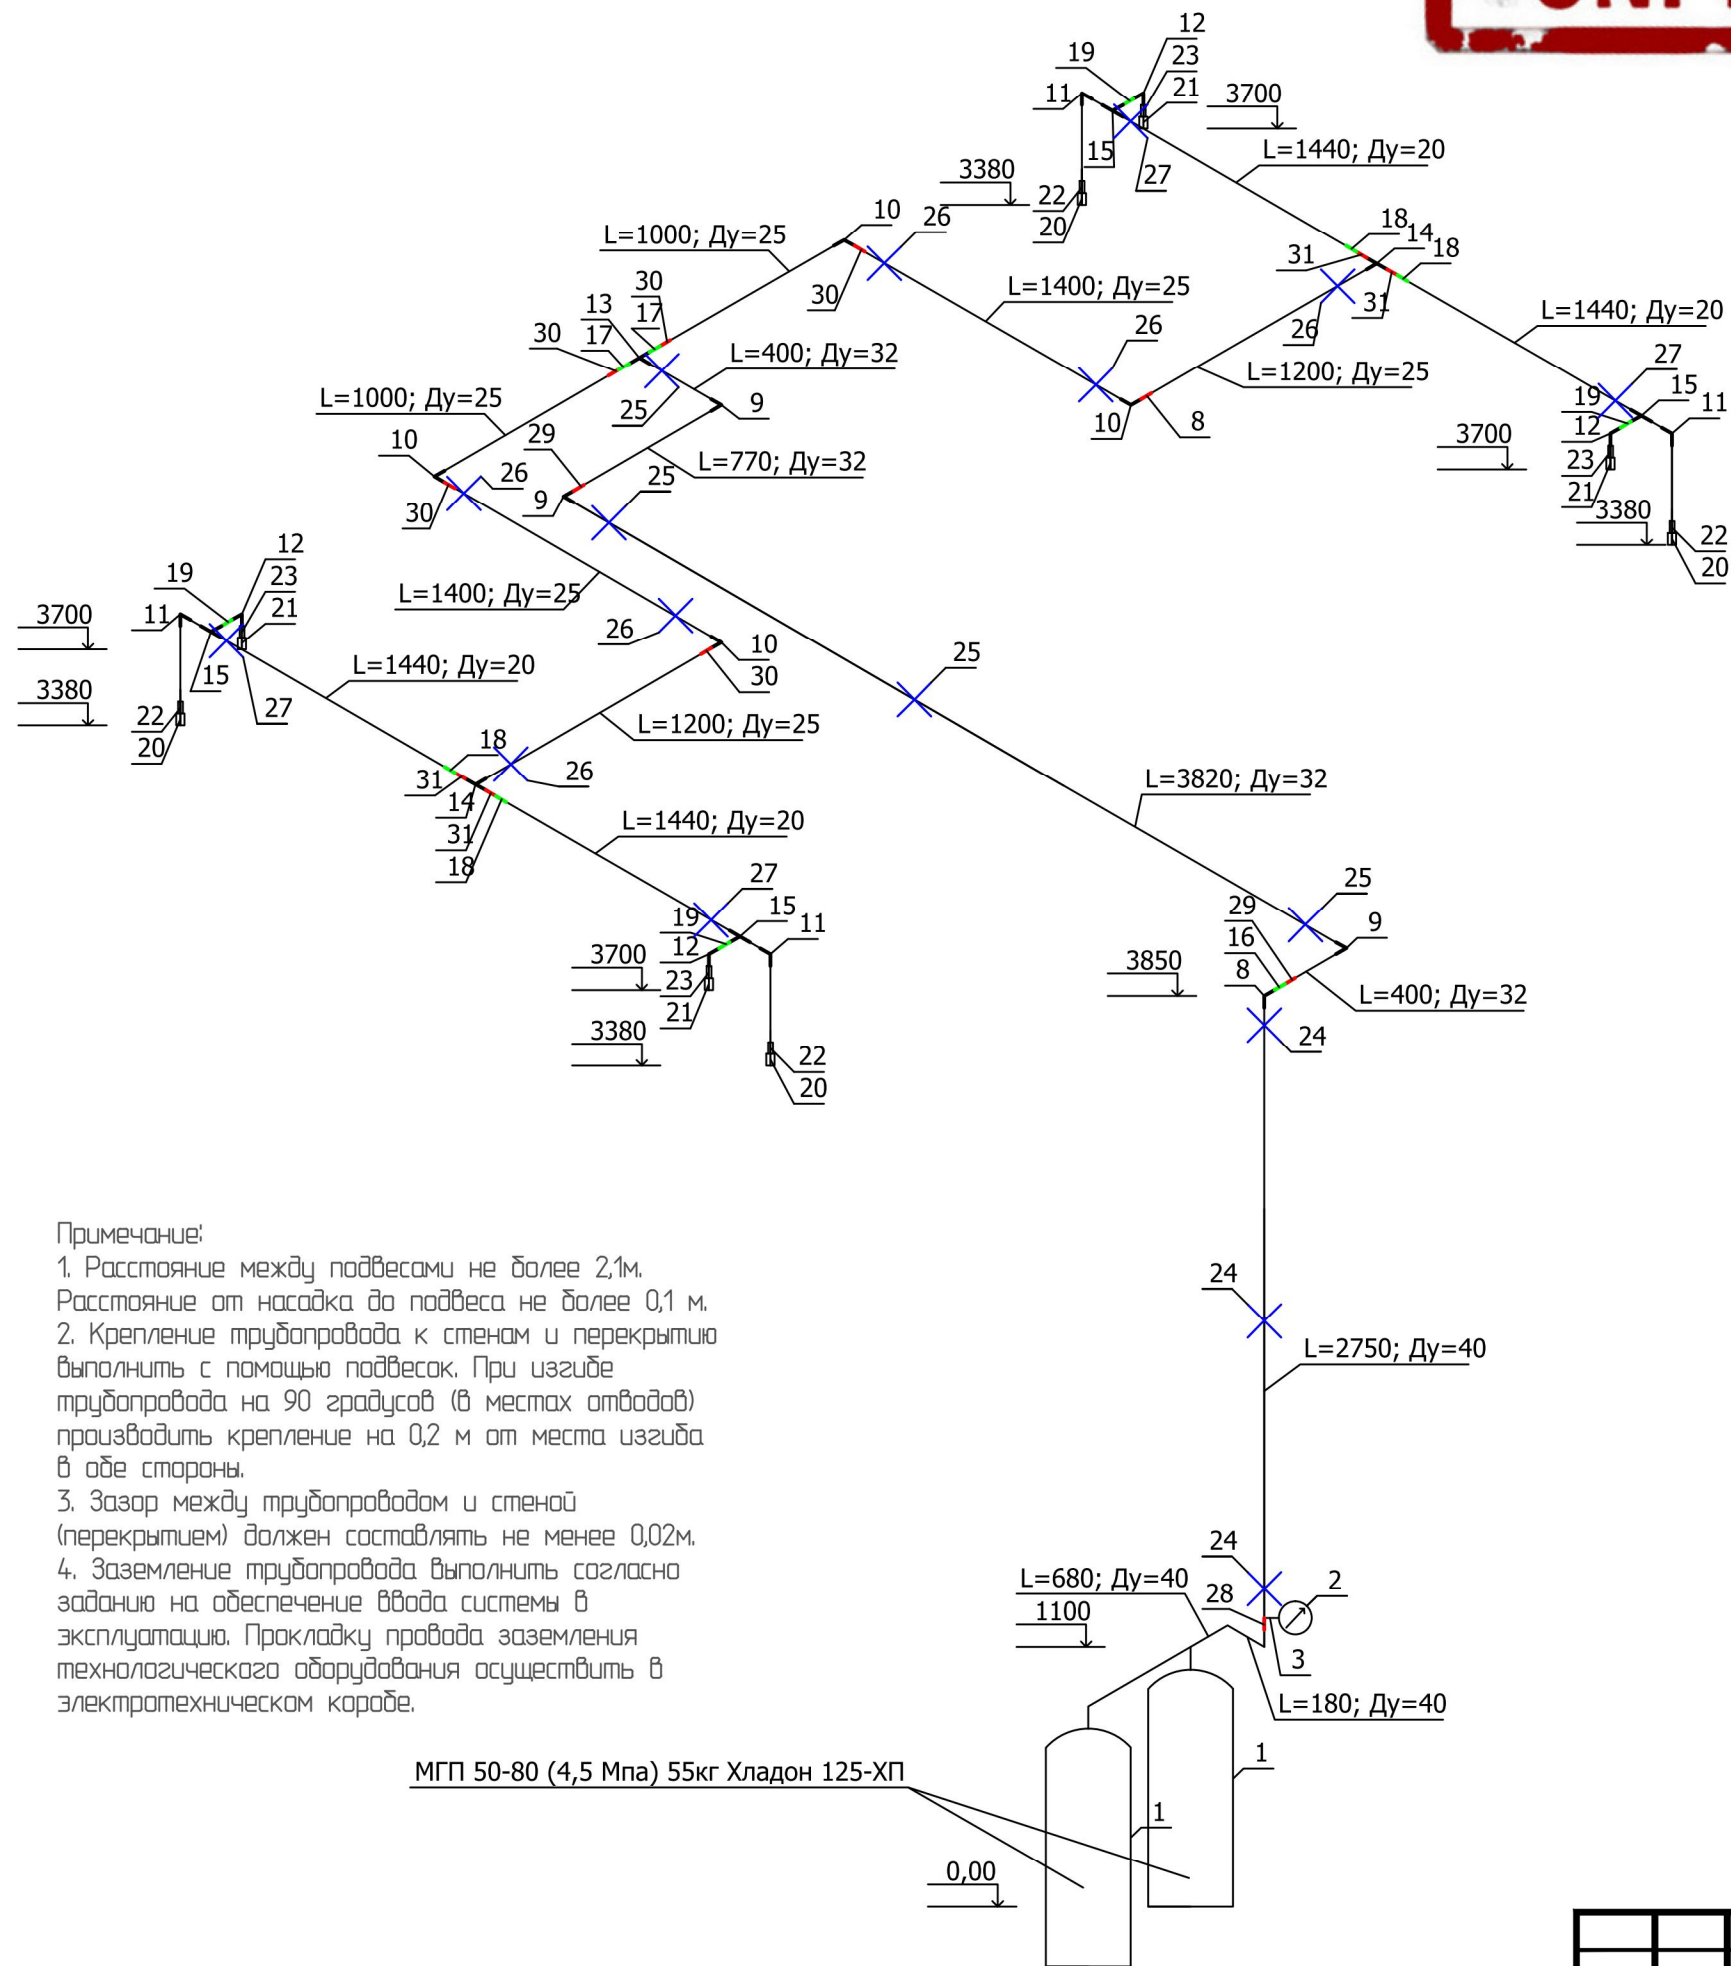 12
19
23
21
11
3700
L=1440; Ду=20
15
27
3380
22
20
10
26
18
14
18
L=1000; Ду=25
31
30
30
L=1400; Ду=25
31
13
17
L=1440; Ду=20
30
17
26
26
L=400; Ду=32
27
L=1200; Ду=25
L=1000; Ду=25
25
9
19
15
11
10
8
12
10
29
3700
26
L=770; Ду=32
23
25
21
30
9
3380
22
12
20
19
23
3700
11
21
L=1400; Ду=25
26
10
25
15
L=1440; Ду=20
30
3380
22
27
L=1200; Ду=25
20
18
31
26
14
L=3820; Ду=32
31
L=1440; Ду=20
18
27
25
15
29
19
11
9
16
12
3700
3850
8
23
L=400; Ду=32
21
3380
24
22
20
Примечание:
1. Расстояние между подвесами не более 2,1м.
Расстояние от насадка до подвеса не более 0,1 м.
2. Крепление трубопровода к стенам и перекрытию
выполнить с помощью подвесок. При изгибе
трубопровода на 90 градусов (в местах отводов)
производить крепление на 0,2 м от места изгиба
в обе стороны.
3. Зазор между трубопроводом и стеной
(перекрытием) должен составлять не менее 0,02м.
4. Заземление трубопровода выполнить согласно
заданию на обеспечение ввода системы в
эксплуатацию. Прокладку провода заземления
технологического оборудования осуществить в
электротехническом коробе.
24
L=2750; Ду=40
24
L=680; Ду=40
28
2
1100
3
L=180; Ду=40
1
МГП 50-80 (4,5 Мпа) 55кг Хладон 125-ХП
1
0,00